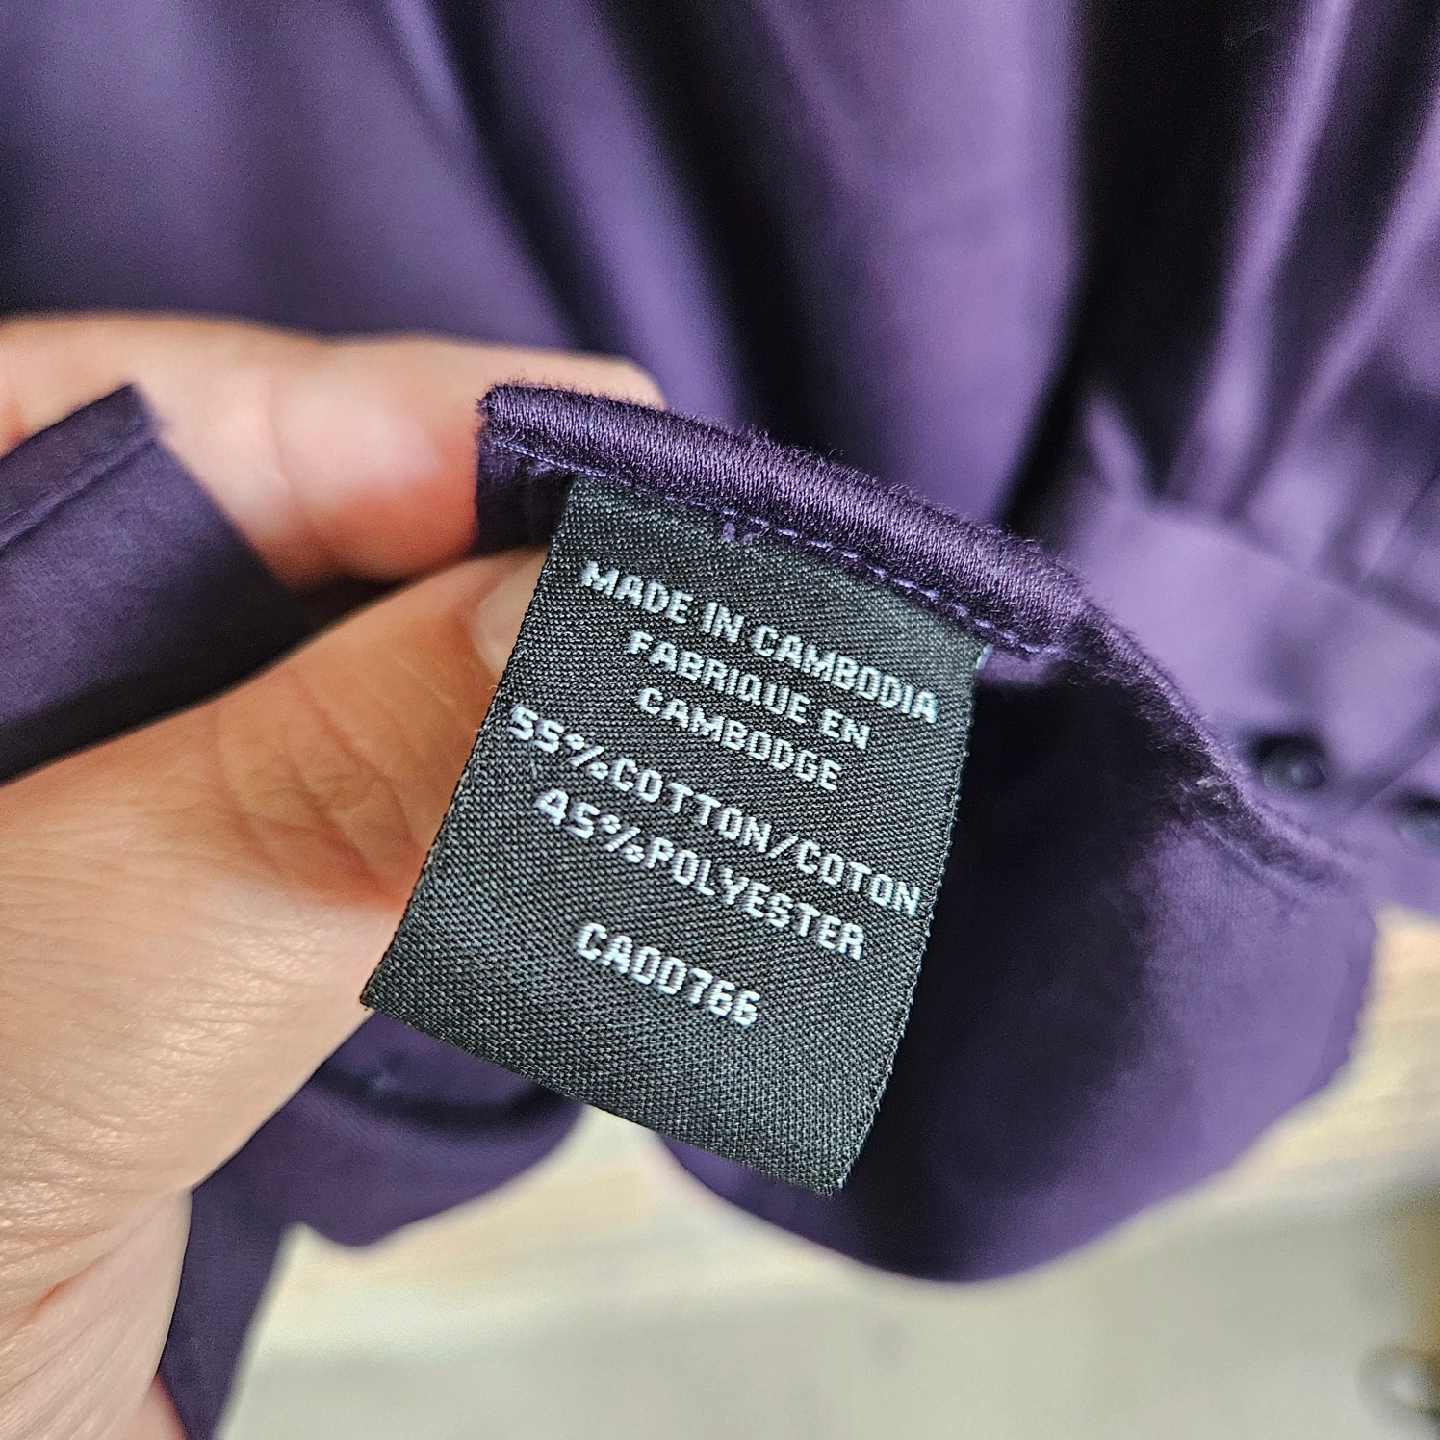 MADE IN CAMBODIA
FABRIQUE EN
CAMBODGE
55%COTTON/COTON
45%POLYESTER
CA00766